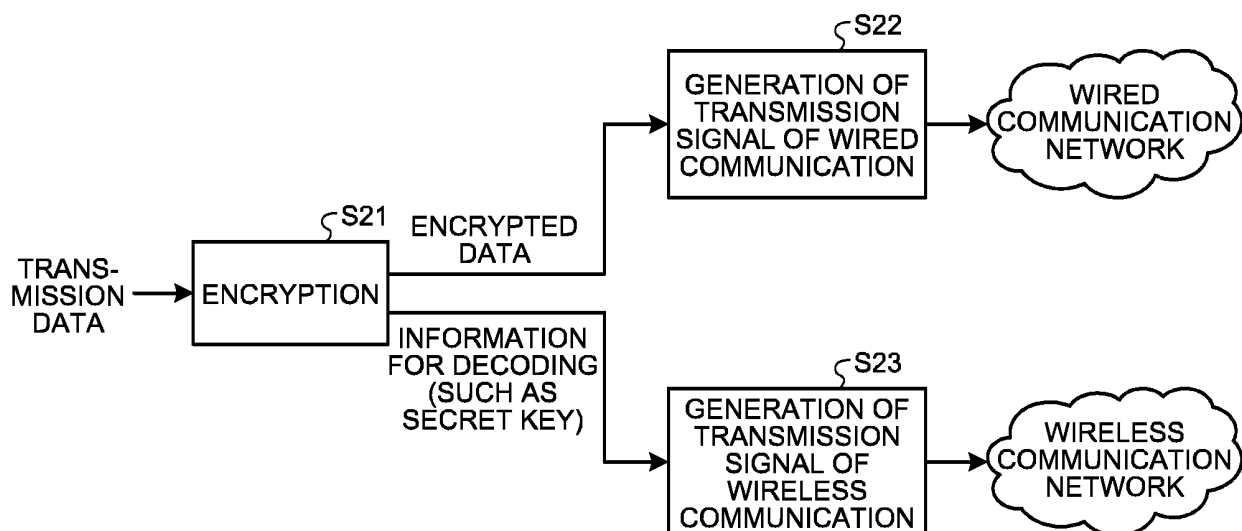 S22
GENERATION OF
TRANSMISSION
SIGNAL OF WIRED
COMMUNICATION
WIRED
COMMUNICATION
NETWORK
S21
ENCRYPTED
DATA
TRANS-
MISSION
DATA
ENCRYPTION
INFORMATION
FOR DECODING
(SUCH AS
SECRET KEY)
S23
GENERATION OF
TRANSMISSION
SIGNAL OF
WIRELESS
COMMUNICATION
WIRELESS
COMMUNICATION
NETWORK